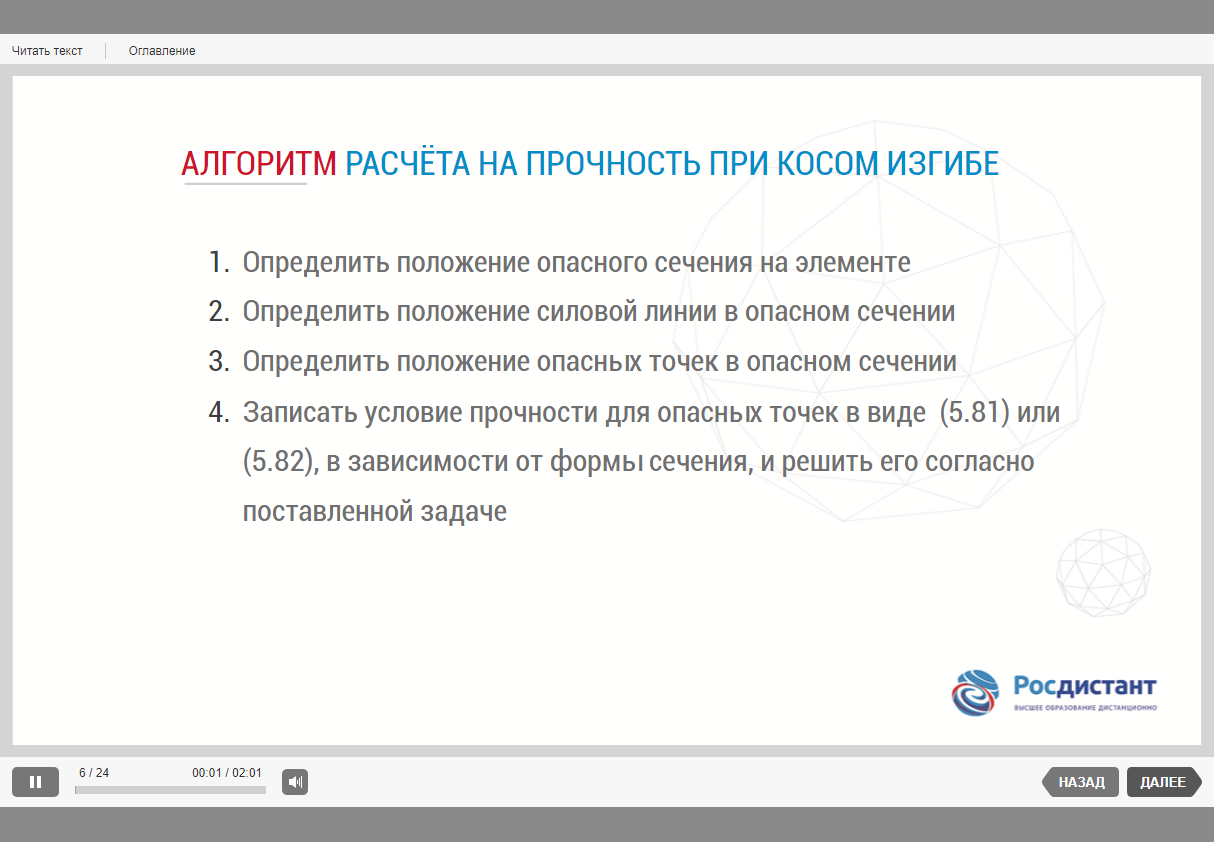 Читать текст
Оглавление
АЛГОРИТМ РАСЧЁТА НА ПРОЧНОСТЬ ПРИ КОСОМ ИЗГИБЕ
1. Определить положение опасного сечения на элементе
2. Определить положение силовой линии в опасном сечении
3. Определить положение опасных точек в опасном сечении
4. Записать условие прочности для опасных точек в виде (5.81) или
(5.82), в зависимости от формы сечения, и решить его согласно
поставленной задаче
Росдистант
ВЫСШЕЕ ОБРАЗОВАНИЕ ДИСТАНЦИОННО
6 / 24
00:01 / 02:01
НАЗАД
ДАЛЕЕ